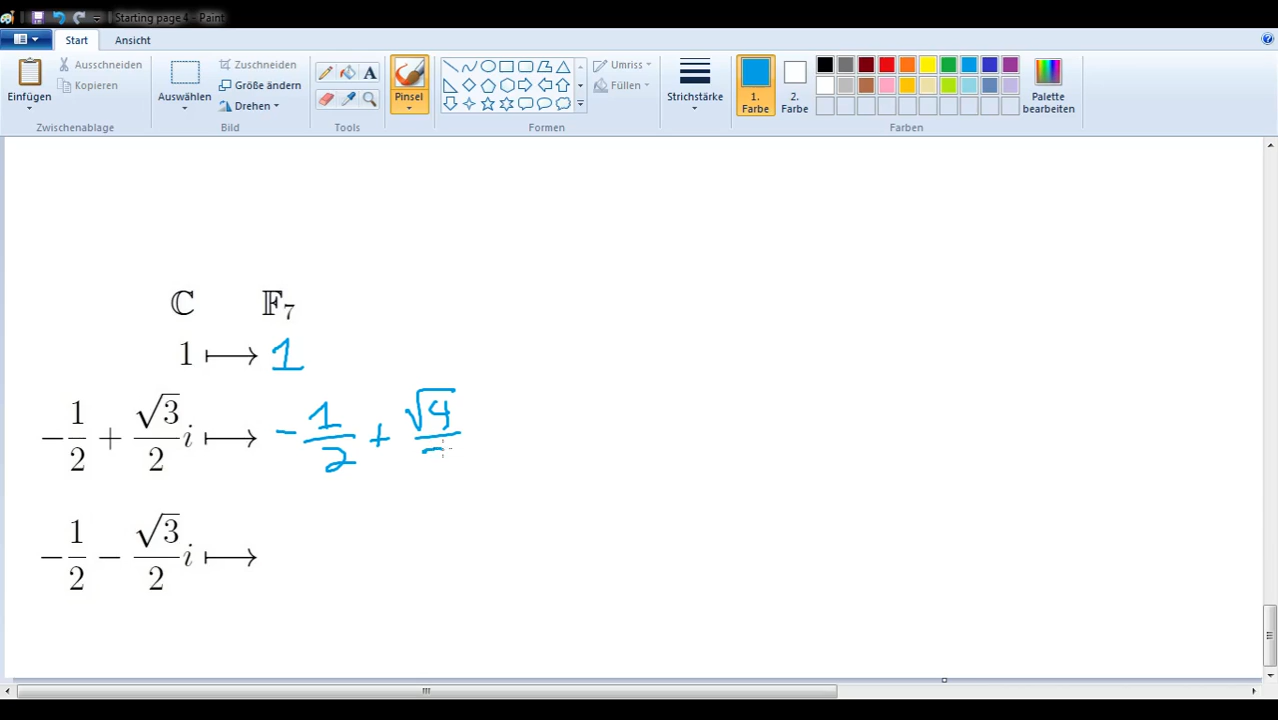 Starting page 4 - Paint
Start Ansicht
Einfügen Ausschneiden Kopieren Auswählen Zuschneiden Größe ändern Drehen Pinsel Umriss Füllen Strichstärke 1. Farbe 2. Farbe Palette bearbeiten
Zwischenablage Bild Tools Formen Farben
ℂ 𝔽₇
1 ⟼ 1
-1/2 + √3/2 i ⟼ -1/2 + √4/
-1/2 - √3/2 i ⟼